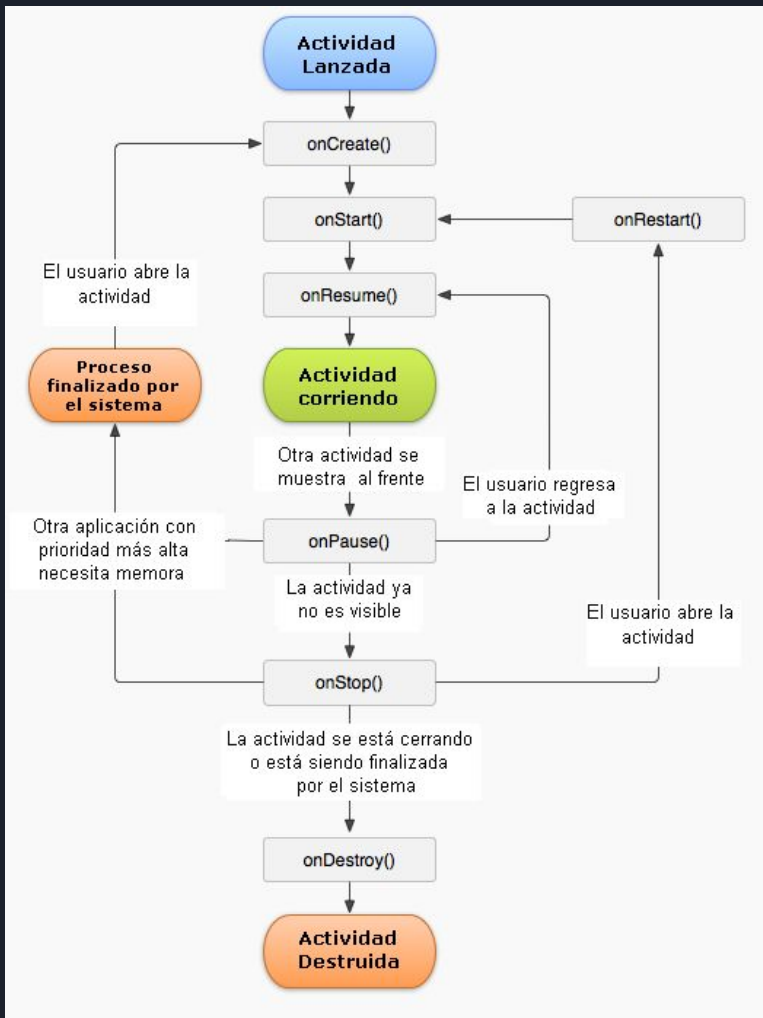 Actividad
Lanzada
onCreate()
onStart()
onRestart()
El usuario abre la
actividad
onResume()
Proceso
finalizado por
el sistema
Actividad
corriendo
Otra actividad se
muestra al frente
El usuario regresa
a la actividad
Otra aplicación con
prioridad más alta
necesita memora
onPause()
La actividad ya
no es visible
El usuario abre la
actividad
onStop()
La actividad se está cerrando
o está siendo finalizada
por el sistema
onDestroy()
Actividad
Destruida